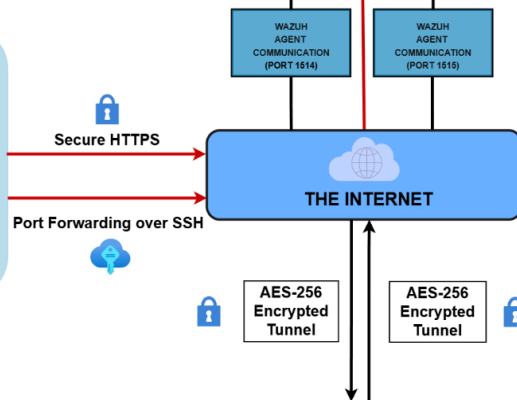 WAZUH
AGENT
COMMUNICATION
(PORT 1514)
WAZUH
AGENT
COMMUNICATION
(PORT 1515)
Secure HTTPS
THE INTERNET
Port Forwarding over SSH
AES-256
Encrypted
Tunnel
AES-256
Encrypted
Tunnel